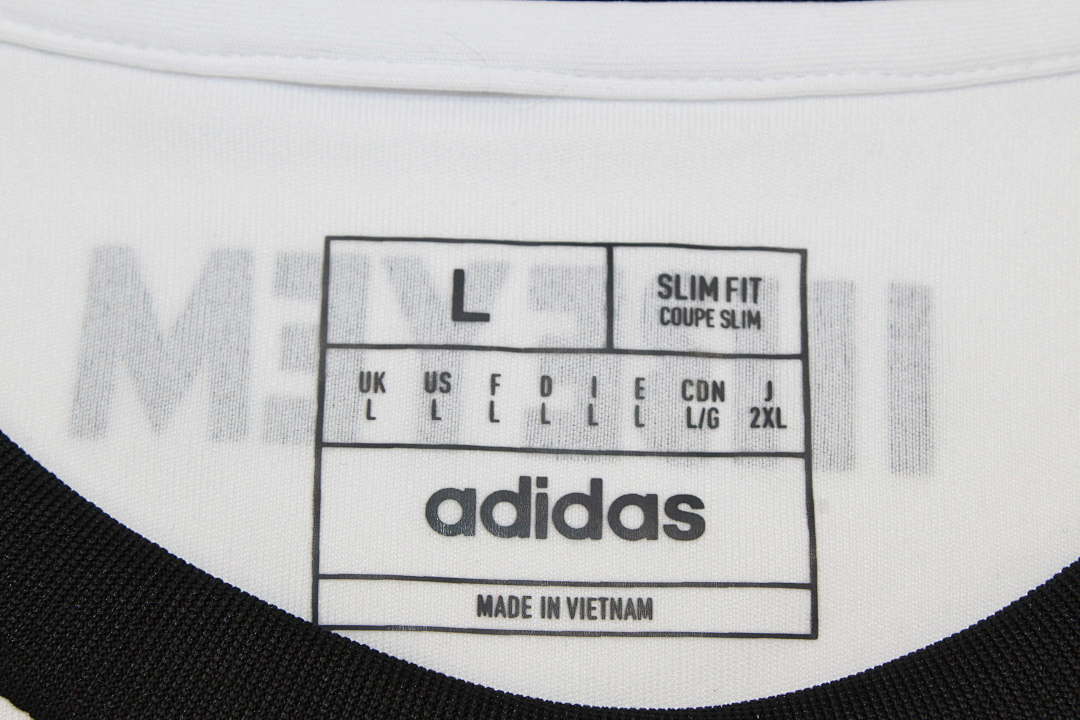 L
SLIM FIT
COUPE SLIM
UK US F D I E CDN J
L L L L L L L/G 2XL
adidas
MADE IN VIETNAM